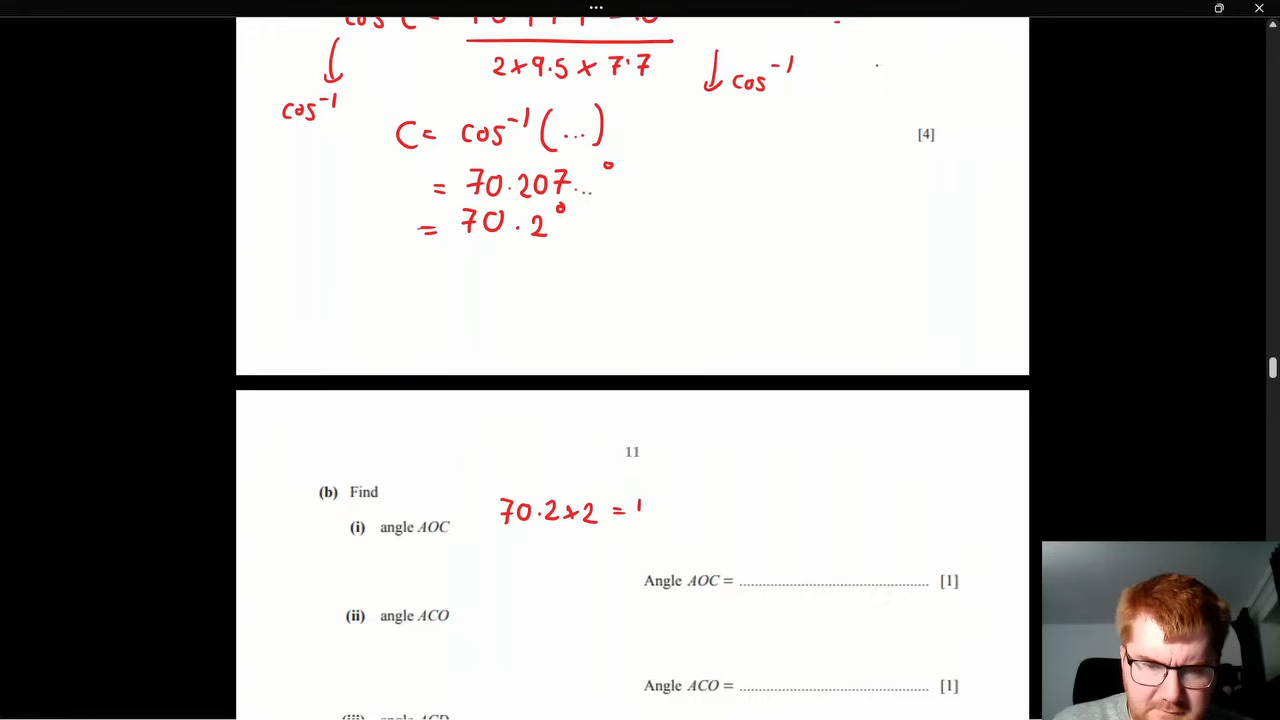 2×9.5×7.7
cos⁻¹
cos⁻¹
C = cos⁻¹(...)
[4]
= 70.207...°
= 70.2°
11
(b) Find
70.2×2 = 1
(i) angle AOC
Angle AOC = ................................................ [1]
(ii) angle ACO
Angle ACO = ................................................ [1]